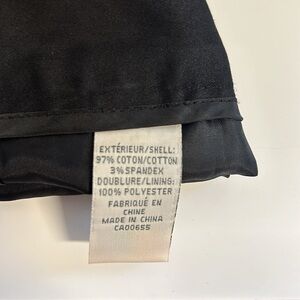 EXTÉRIEUR/SHELL:
97% COTON/COTTON
3% SPANDEX
DOUBLURE/LINING:
100% POLYESTER
FABRIQUÉ EN
CHINE
MADE IN CHINA
CA00655